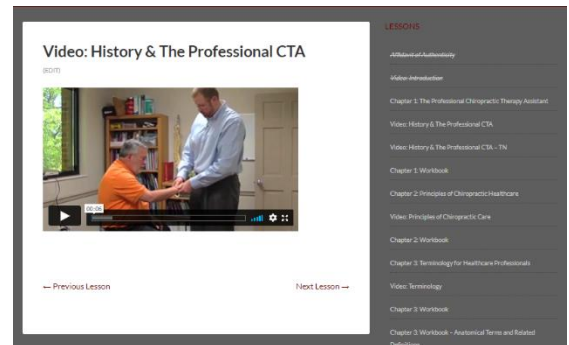 Video: History & The Professional CTA
(EDIT)
00:06
← Previous Lesson
Next Lesson →
LESSONS
Affidavit of Authenticity
Video: Introduction
Chapter 1: The Professional Chiropractic Therapy Assistant
Video: History & The Professional CTA
Video: History & The Professional CTA – TN
Chapter 1: Workbook
Chapter 2: Principles of Chiropractic Healthcare
Video: Principles of Chiropractic Care
Chapter 2: Workbook
Chapter 3: Terminology for Healthcare Professionals
Video: Terminology
Chapter 3: Workbook
Chapter 3: Workbook – Anatomical Terms and Related
Definitions